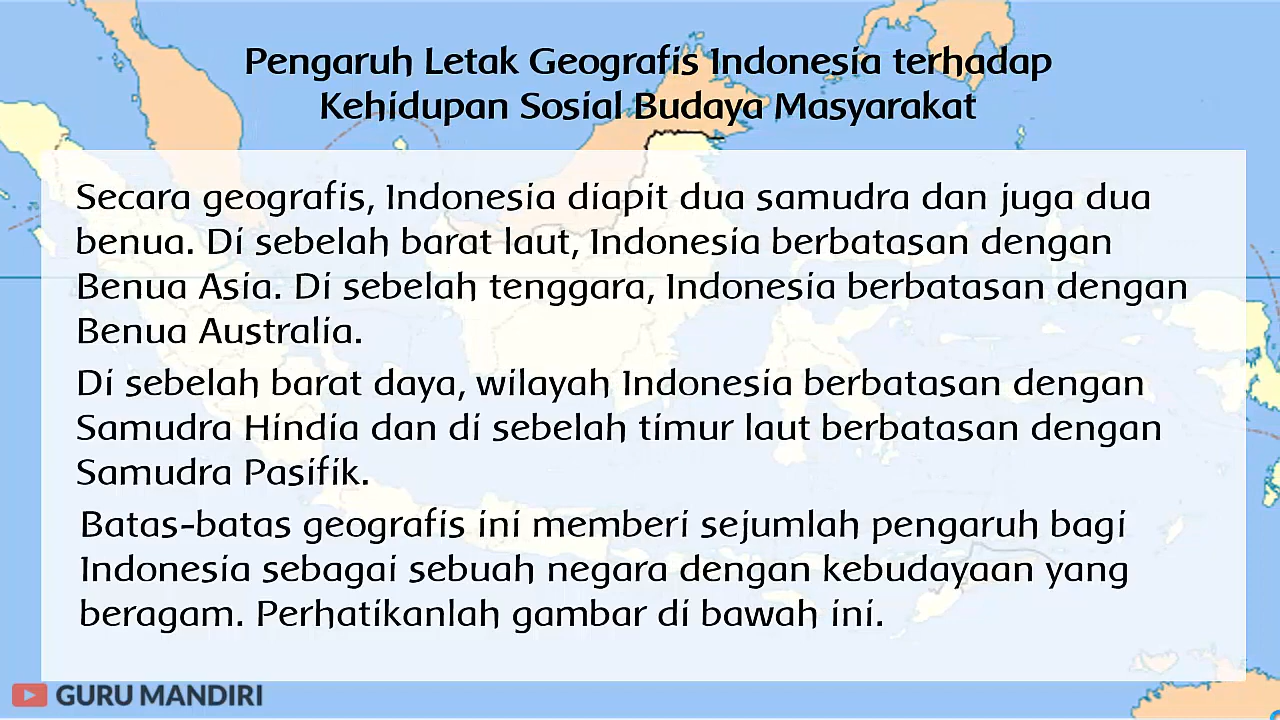 Pengaruh Letak Geografis Indonesia terhadap
Kehidupan Sosial Budaya Masyarakat
Secara geografis, Indonesia diapit dua samudra dan juga dua
benua. Di sebelah barat laut, Indonesia berbatasan dengan
Benua Asia. Di sebelah tenggara, Indonesia berbatasan dengan
Benua Australia.
Di sebelah barat daya, wilayah Indonesia berbatasan dengan
Samudra Hindia dan di sebelah timur laut berbatasan dengan
Samudra Pasifik.
Batas-batas geografis ini memberi sejumlah pengaruh bagi
Indonesia sebagai sebuah negara dengan kebudayaan yang
beragam. Perhatikanlah gambar di bawah ini.
GURU MANDIRI